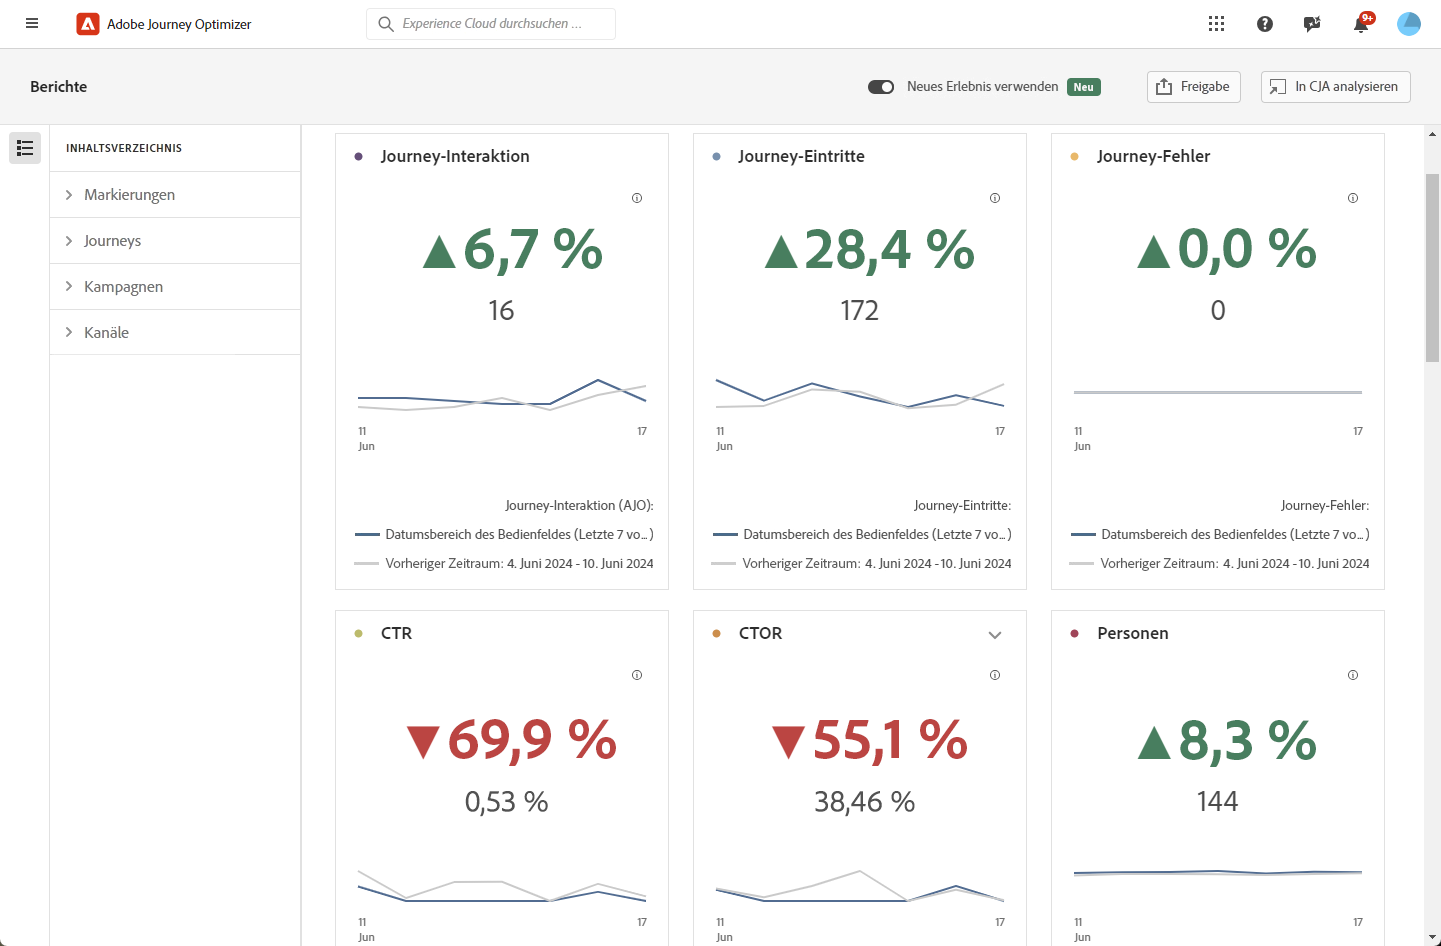 Adobe Journey Optimizer
Experience Cloud durchsuchen ...
9+
Berichte
Neues Erlebnis verwenden
Neu
Freigabe
In CJA analysieren
INHALTSVERZEICHNIS
Markierungen
Journeys
Kampagnen
Kanäle
Journey-Interaktion
▲6,7 %
16
11
Jun
17
Journey-Interaktion (AJO):
Datumsbereich des Bedienfeldes (Letzte 7 vo…)
Vorheriger Zeitraum: 4. Juni 2024 - 10. Juni 2024
Journey-Eintritte
▲28,4 %
172
11
Jun
17
Journey-Eintritte:
Datumsbereich des Bedienfeldes (Letzte 7 vo…)
Vorheriger Zeitraum: 4. Juni 2024 - 10. Juni 2024
Journey-Fehler
▲0,0 %
0
11
Jun
17
Journey-Fehler:
Datumsbereich des Bedienfeldes (Letzte 7 vo…)
Vorheriger Zeitraum: 4. Juni 2024 - 10. Juni 2024
CTR
▼69,9 %
0,53 %
11
Jun
17
CTOR
▼55,1 %
38,46 %
11
Jun
17
Personen
▲8,3 %
144
11
Jun
17